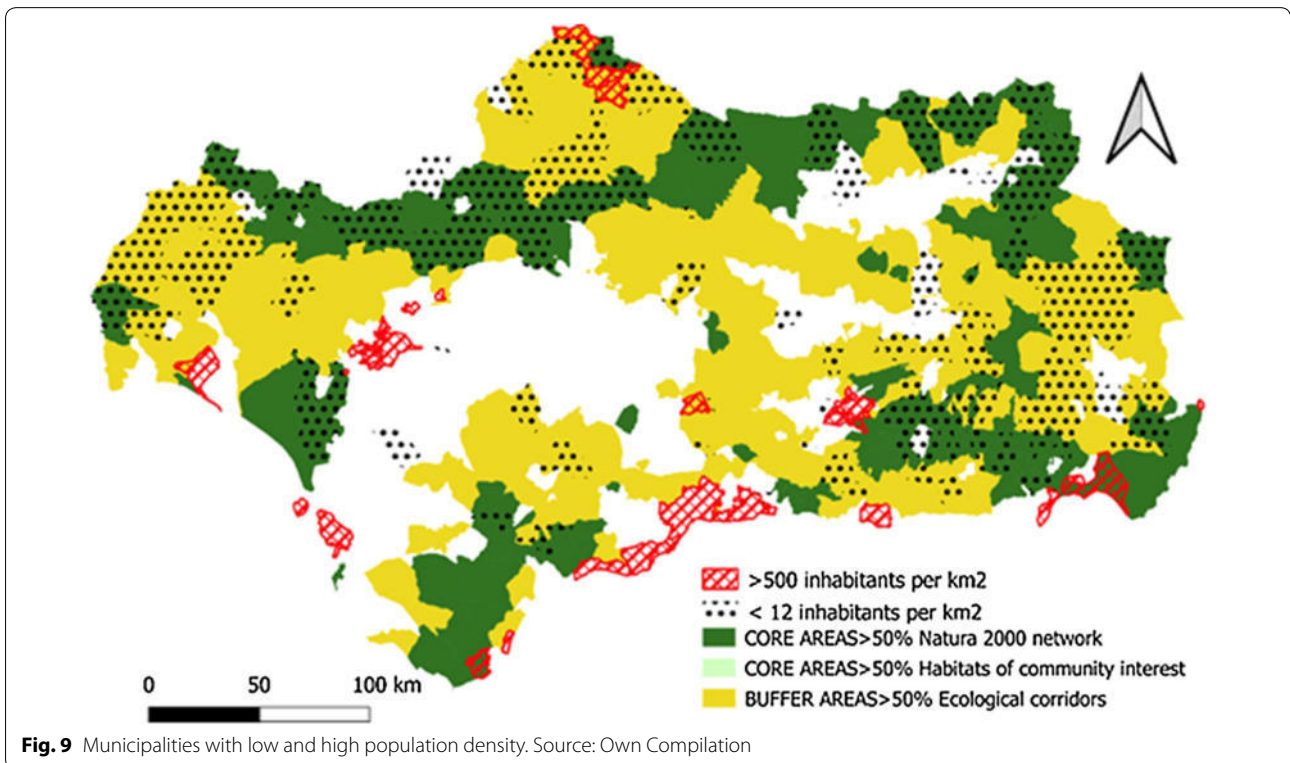 >500 inhabitants per km2
< 12 inhabitants per km2
CORE AREAS>50% Natura 2000 network
CORE AREAS>50% Habitats of community interest
BUFFER AREAS>50% Ecological corridors
0 50 100 km
Fig. 9 Municipalities with low and high population density. Source: Own Compilation